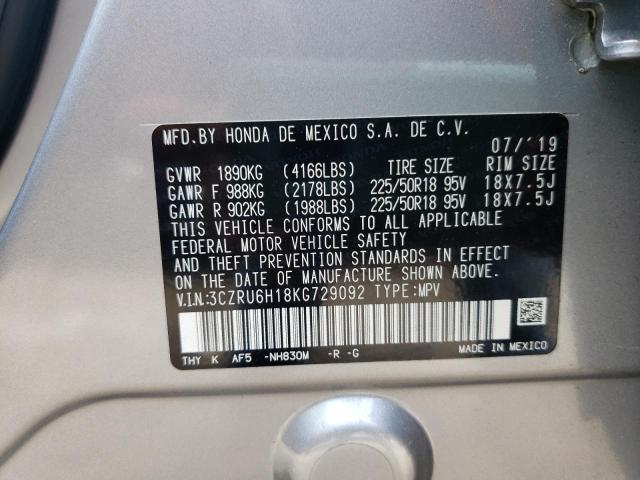 MFD.BY HONDA DE MEXICO S.A. DE C.V.
07/'19
GVWR 1890KG (4166LBS) TIRE SIZE RIM SIZE
GAWR F 988KG (2178LBS) 225/50R18 95V 18X7.5J
GAWR R 902KG (1988LBS) 225/50R18 95V 18X7.5J
THIS VEHICLE CONFORMS TO ALL APPLICABLE
FEDERAL MOTOR VEHICLE SAFETY
AND THEFT PREVENTION STANDARDS IN EFFECT
ON THE DATE OF MANUFACTURE SHOWN ABOVE.
V.IN:3CZRU6H18KG729092 TYPE:MPV
THY K AF5 -NH830M -R -G MADE IN MEXICO